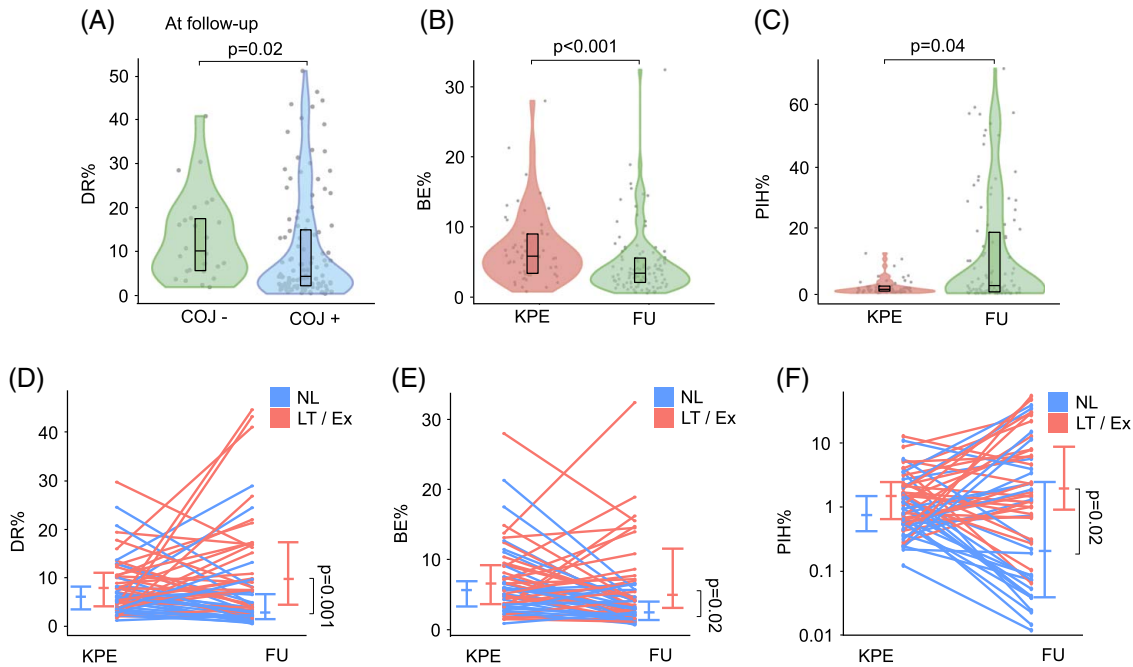 (A)
At follow-up
p=0.02
DR%
50
40
30
20
10
0
COJ -
COJ +
(B)
p<0.001
BE%
30
20
10
0
KPE
FU
(C)
p=0.04
PIH%
60
40
20
0
KPE
FU
(D)
NL
LT / Ex
DR%
40
30
20
10
0
p=0.001
KPE
FU
(E)
NL
LT / Ex
BE%
30
20
10
0
p=0.02
KPE
FU
(F)
NL
LT / Ex
PIH%
10
1
0.1
0.01
p=0.02
KPE
FU